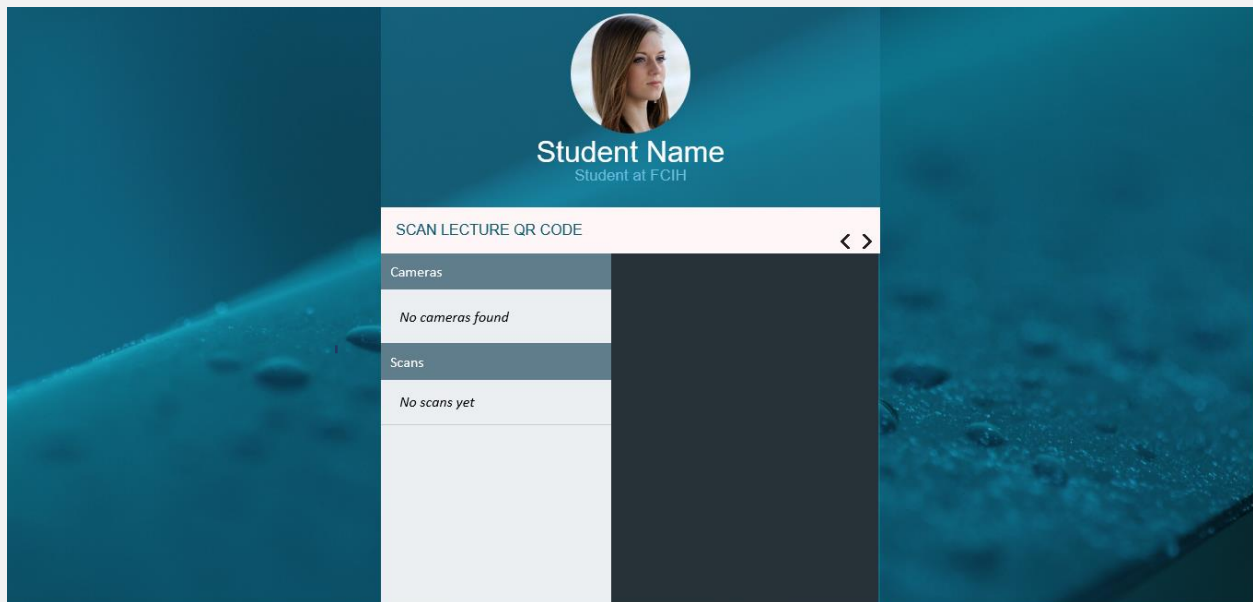 Student Name
Student at FCIH
SCAN LECTURE QR CODE
Cameras
No cameras found
Scans
No scans yet